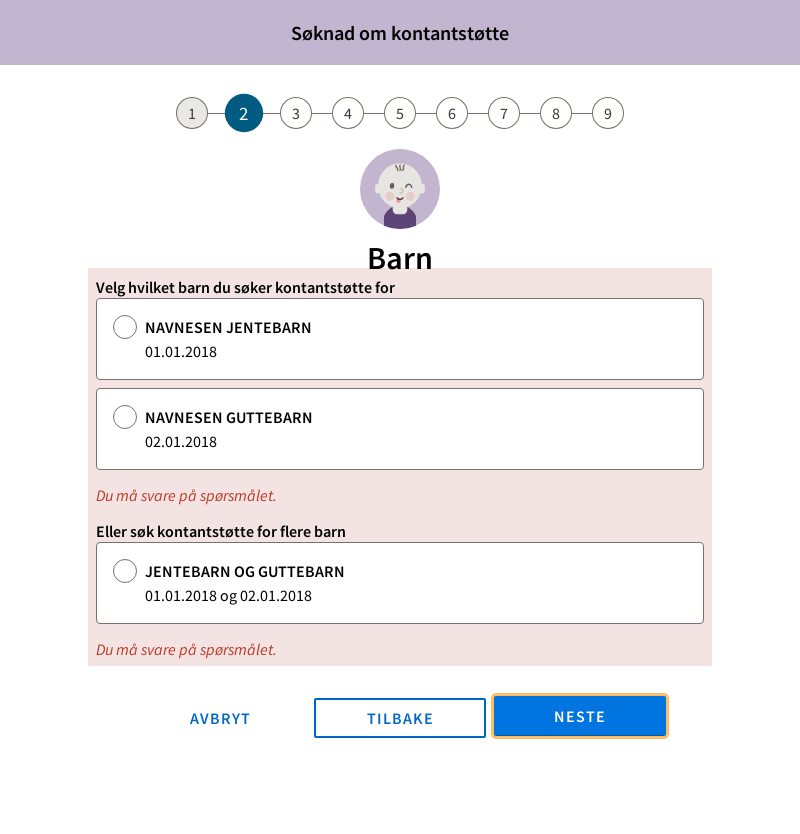 Søknad om kontantstøtte
1 2 3 4 5 6 7 8 9
Barn
Velg hvilket barn du søker kontantstøtte for
NAVNESEN JENTEBARN
01.01.2018
NAVNESEN GUTTEBARN
02.01.2018
Du må svare på spørsmålet.
Eller søk kontantstøtte for flere barn
JENTEBARN OG GUTTEBARN
01.01.2018 og 02.01.2018
Du må svare på spørsmålet.
AVBRYT TILBAKE NESTE